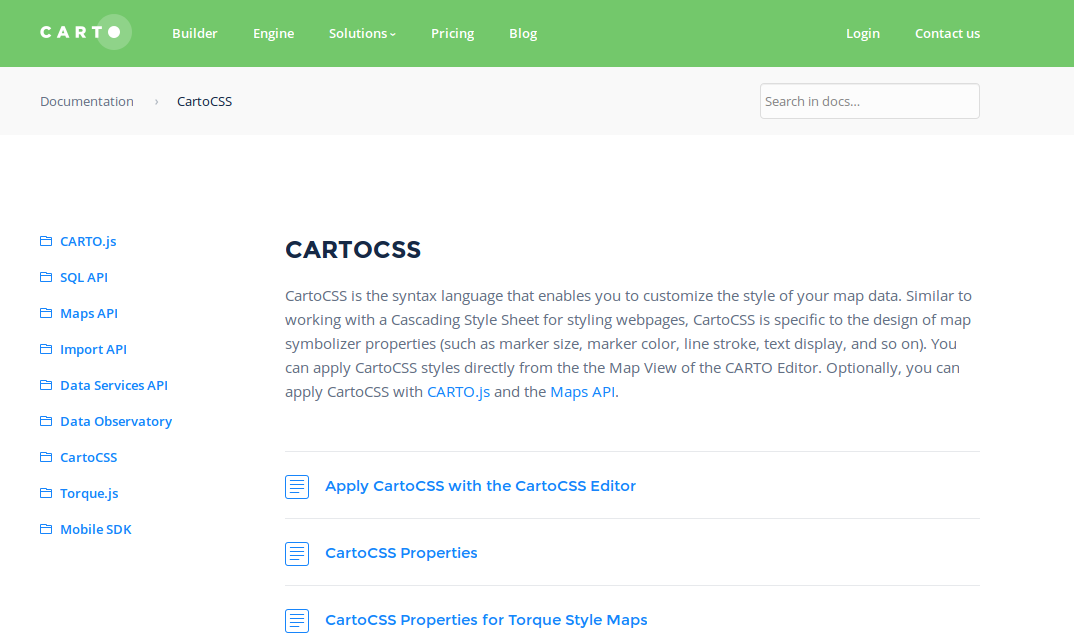 CARTO
Builder
Engine
Solutions
Pricing
Blog
Login
Contact us
Documentation › CartoCSS
Search in docs...
CARTO.js
SQL API
Maps API
Import API
Data Services API
Data Observatory
CartoCSS
Torque.js
Mobile SDK
CARTOCSS
CartoCSS is the syntax language that enables you to customize the style of your map data. Similar to
working with a Cascading Style Sheet for styling webpages, CartoCSS is specific to the design of map
symbolizer properties (such as marker size, marker color, line stroke, text display, and so on). You
can apply CartoCSS styles directly from the the Map View of the CARTO Editor. Optionally, you can
apply CartoCSS with CARTO.js and the Maps API.
Apply CartoCSS with the CartoCSS Editor
CartoCSS Properties
CartoCSS Properties for Torque Style Maps